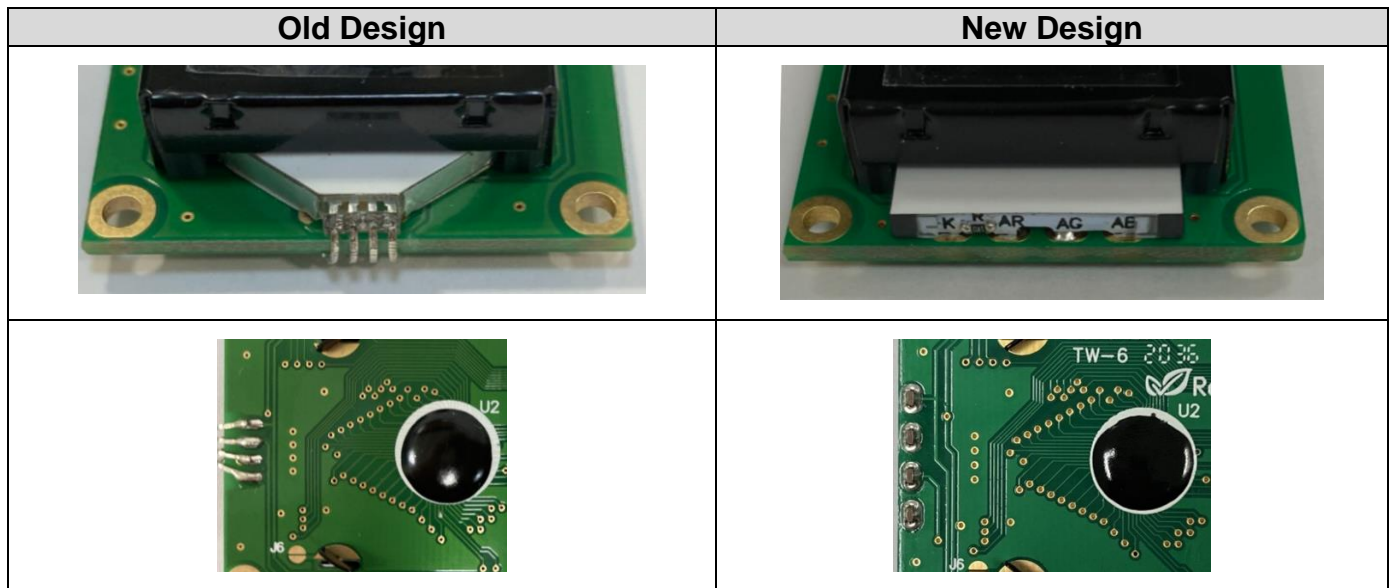 Old Design
New Design
K R AR AG AB
U2
J6
TW-6 2036
U2
J6